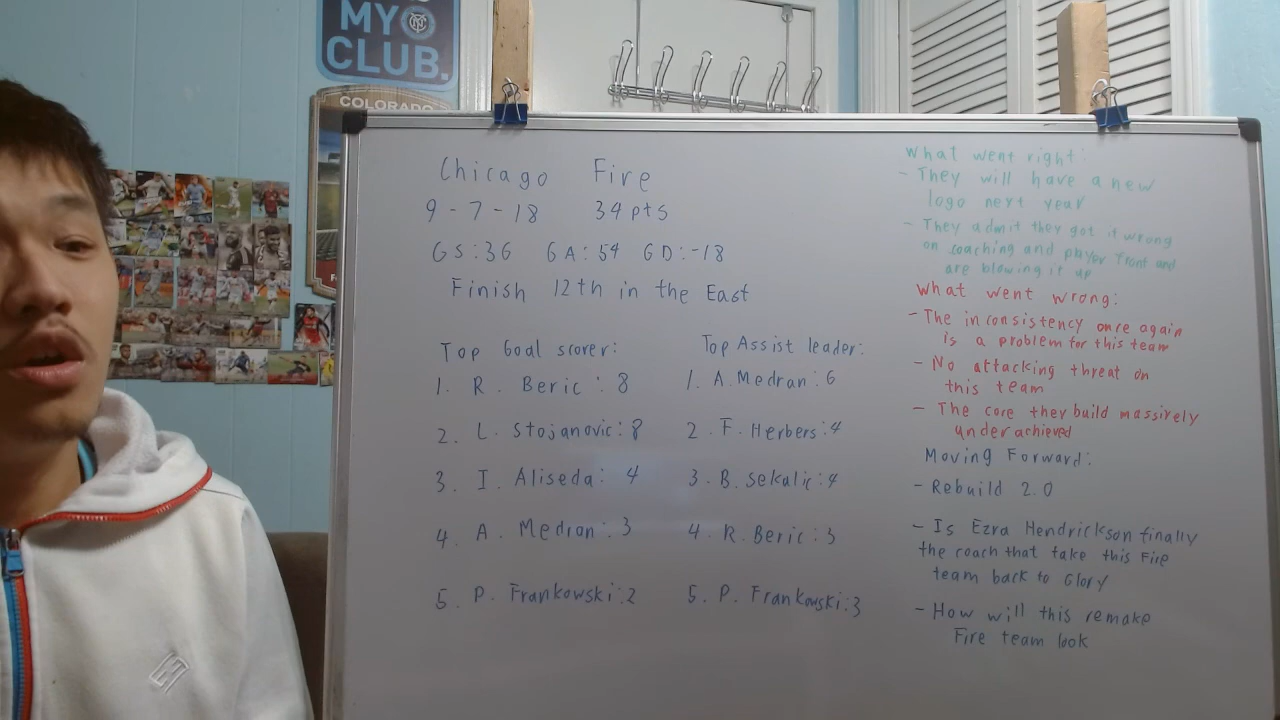 MY
CLUB.
COLORADO
Chicago Fire
9-7-18 34pts
GS:36 GA:54 GD:-18
Finish 12th in the East
Top Goal scorer:
1. R. Beric: 8
2. L. Stojanovic:8
3. I. Aliseda: 4
4. A. Medran: 3
5. P. Frankowski:2
Top Assist leader:
1. A.Medran:6
2. F. Herbers:4
3. B. Sekulic:4
4. R. Beric:3
5. P. Frankowski:3
What went right:
- They will have a new
logo next year
- They admit they got it wrong
on coaching and player front and
are blowing it up
What went wrong:
- The inconsistency once again
is a problem for this team
- No attacking threat on
this team
- The core they build massively
underachieved
Moving Forward:
- Rebuild 2.0
- Is Ezra Hendrickson finally
the coach that take this Fire
team back to Glory
- How will this remake
Fire team look